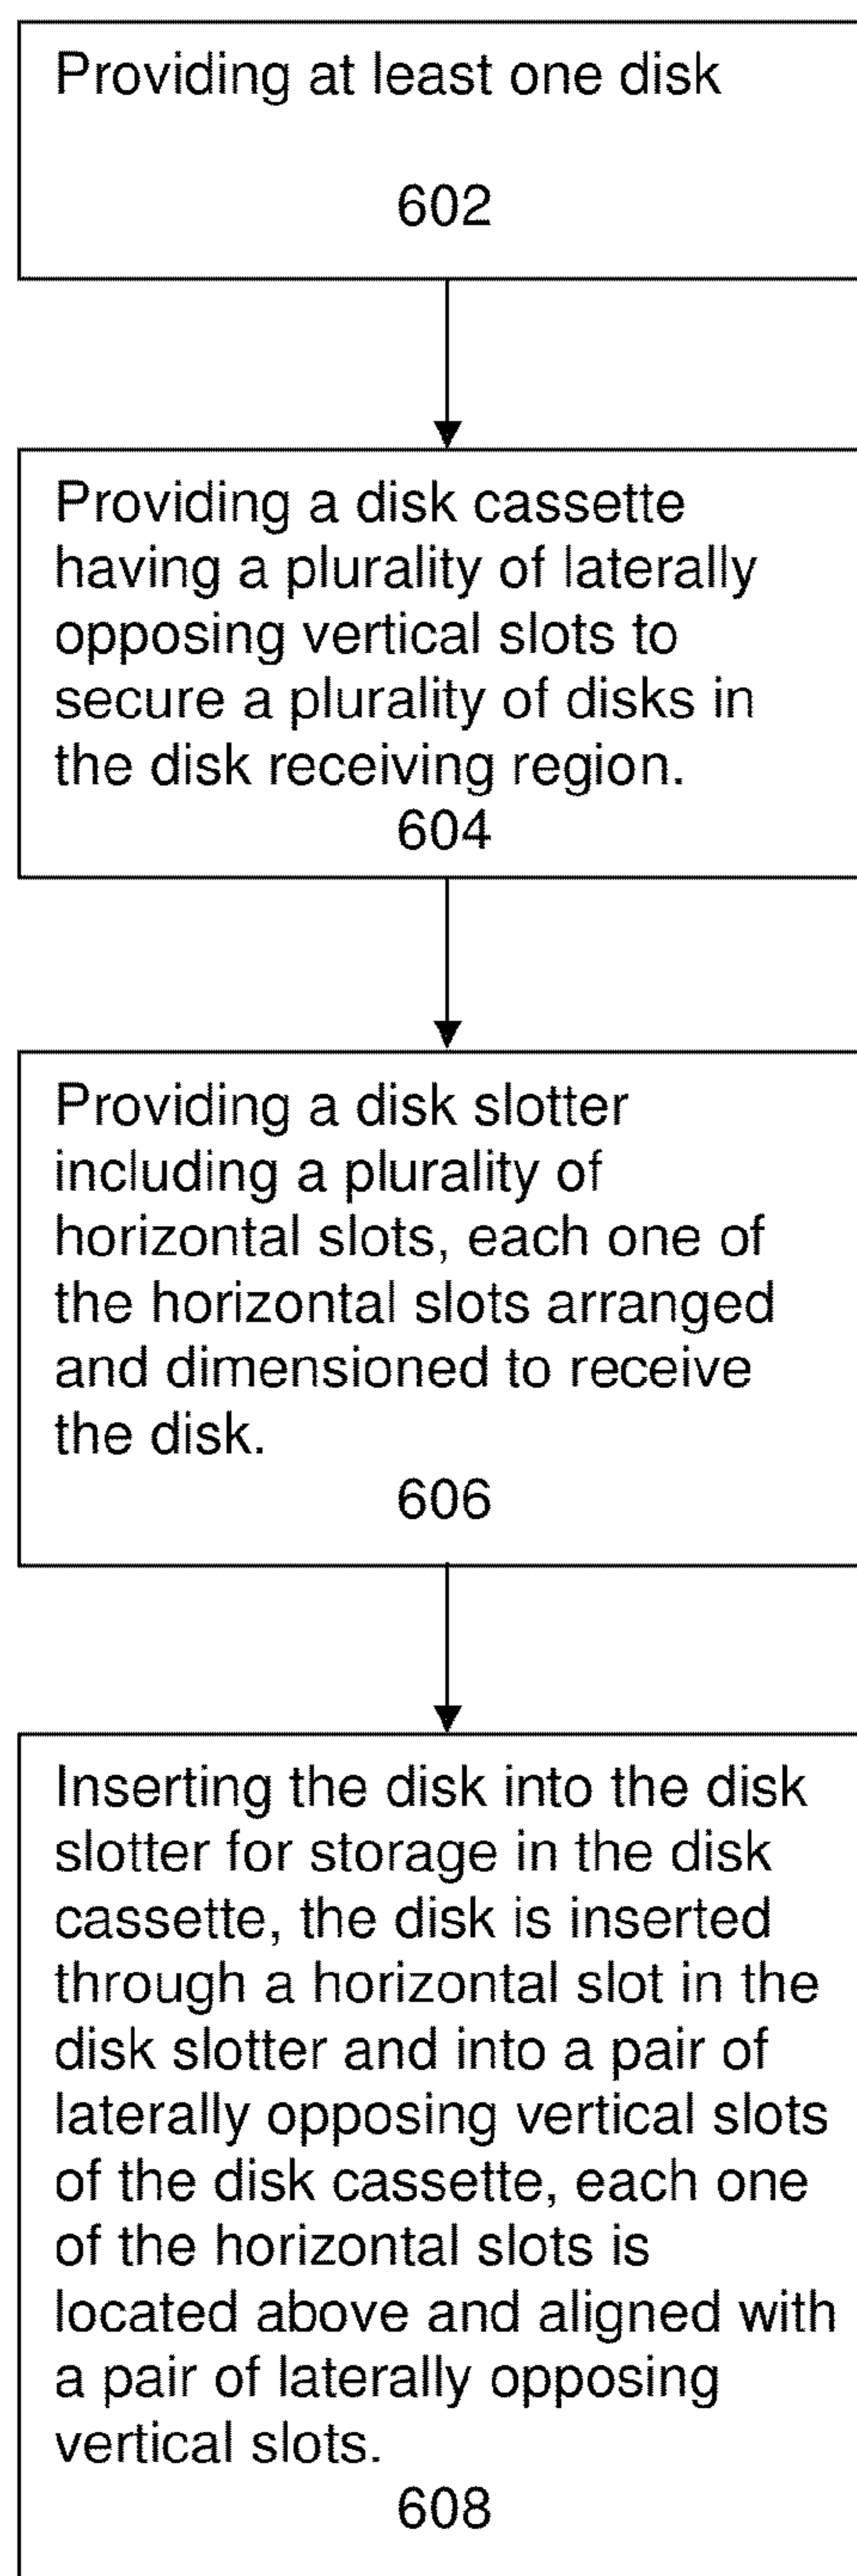 Providing at least one disk
602
Providing a disk cassette
having a plurality of laterally
opposing vertical slots to
secure a plurality of disks in
the disk receiving region.
604
Providing a disk slotter
including a plurality of
horizontal slots, each one of
the horizontal slots arranged
and dimensioned to receive
the disk.
606
Inserting the disk into the disk
slotter for storage in the disk
cassette, the disk is inserted
through a horizontal slot in the
disk slotter and into a pair of
laterally opposing vertical slots
of the disk cassette, each one
of the horizontal slots is
located above and aligned with
a pair of laterally opposing
vertical slots.
608